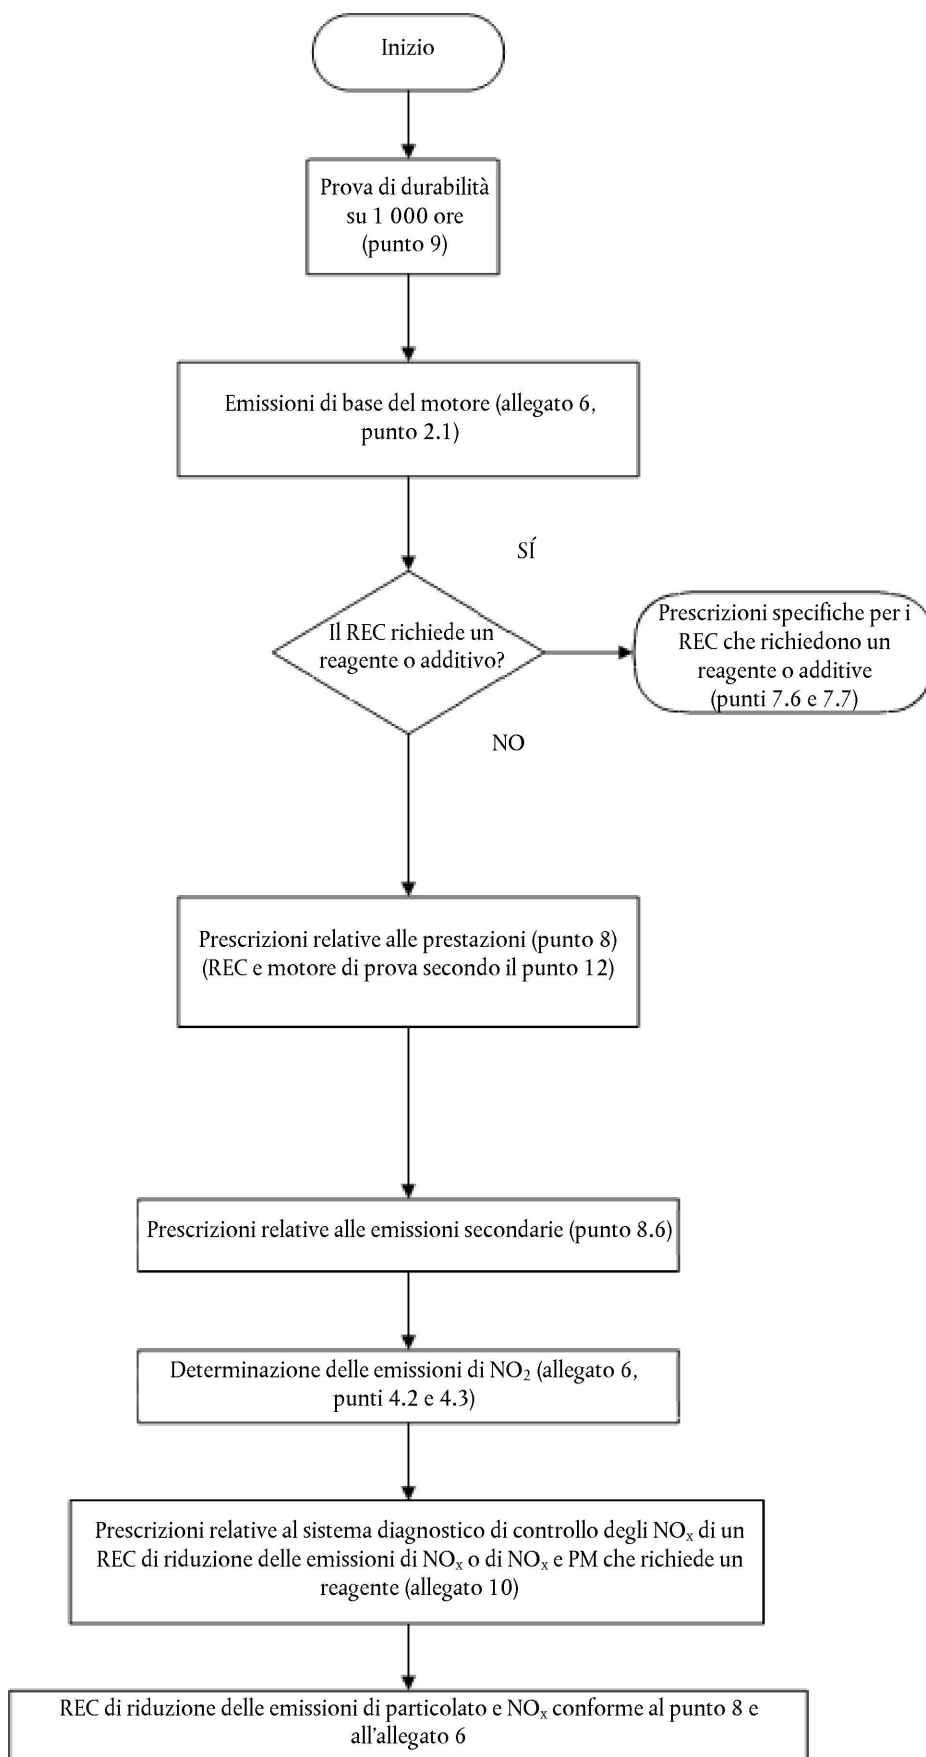 Inizio
Prova di durabilità
su 1 000 ore
(punto 9)
Emissioni di base del motore (allegato 6,
punto 2.1)
SÍ
Il REC richiede un
reagente o additivo?
Prescrizioni specifiche per i
REC che richiedono un
reagente o additive
(punti 7.6 e 7.7)
NO
Prescrizioni relative alle prestazioni (punto 8)
(REC e motore di prova secondo il punto 12)
Prescrizioni relative alle emissioni secondarie (punto 8.6)
Determinazione delle emissioni di NO₂ (allegato 6,
punti 4.2 e 4.3)
Prescrizioni relative al sistema diagnostico di controllo degli NOₓ di un
REC di riduzione delle emissioni di NOₓ o di NOₓ e PM che richiede un
reagente (allegato 10)
REC di riduzione delle emissioni di particolato e NOₓ conforme al punto 8 e
all’allegato 6